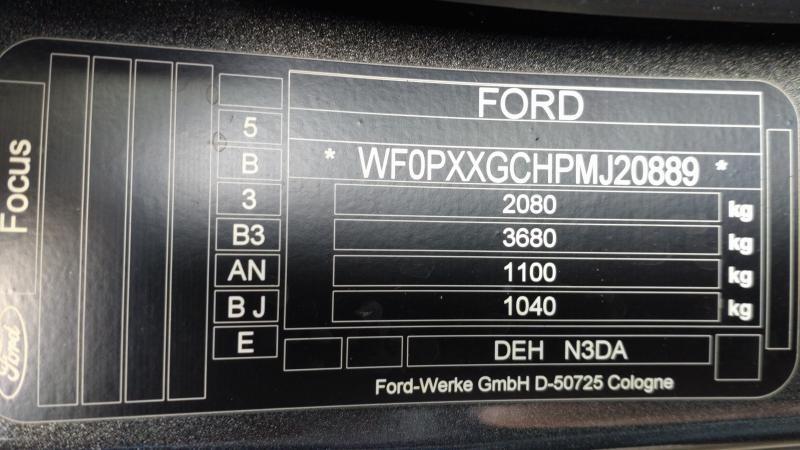 FORD
* WF0PXXGCHPMJ20889 *
2080 kg
3680 kg
1100 kg
1040 kg
DEH N3DA
Ford-Werke GmbH D-50725 Cologne
5
B
3
B3
AN
B J
E
Focus
Ford